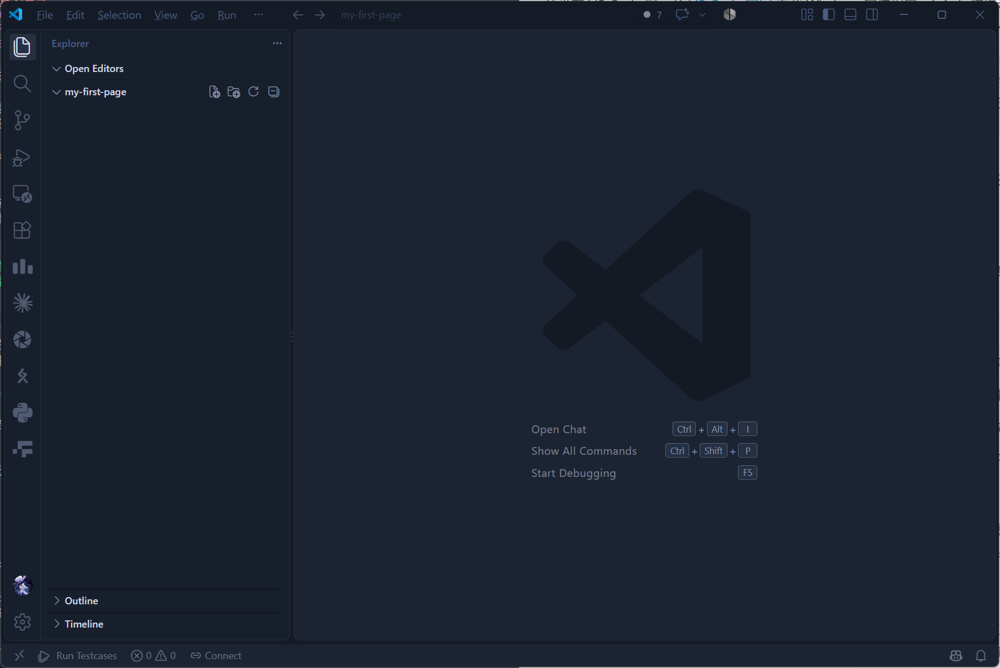 File Edit Selection View Go Run ··· my-first-page 7
Explorer ···
Open Editors
my-first-page
Open Chat Ctrl + Alt + I
Show All Commands Ctrl + Shift + P
Start Debugging F5
Outline
Timeline
Run Testcases 0 0 Connect